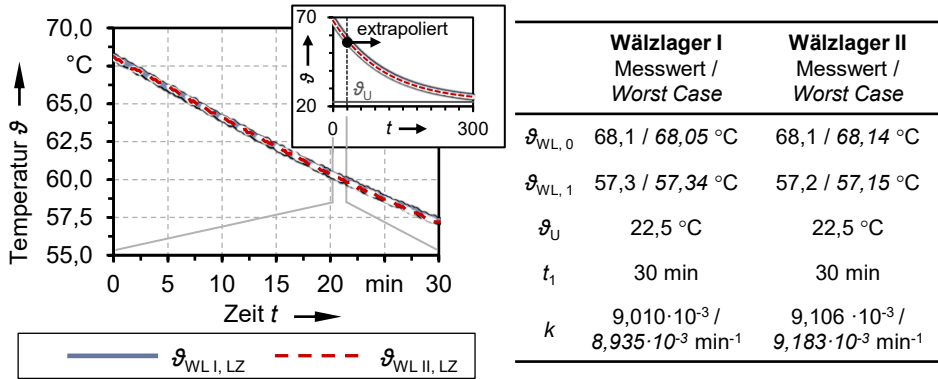 70,0
°C
65,0
62,5
60,0
57,5
55,0
Temperatur ϑ
0 5 10 15 20 min 30
Zeit t
70
ϑ
20
extrapoliert
ϑU
0 t 300
ϑWL I, LZ ϑWL II, LZ
Wälzlager I Wälzlager II
Messwert / Messwert /
Worst Case Worst Case
ϑWL, 0 68,1 / 68,05 °C 68,1 / 68,14 °C
ϑWL, 1 57,3 / 57,34 °C 57,2 / 57,15 °C
ϑU 22,5 °C 22,5 °C
t1 30 min 30 min
k 9,010·10-3 / 9,106 ·10-3 /
8,935·10-3 min-1 9,183·10-3 min-1